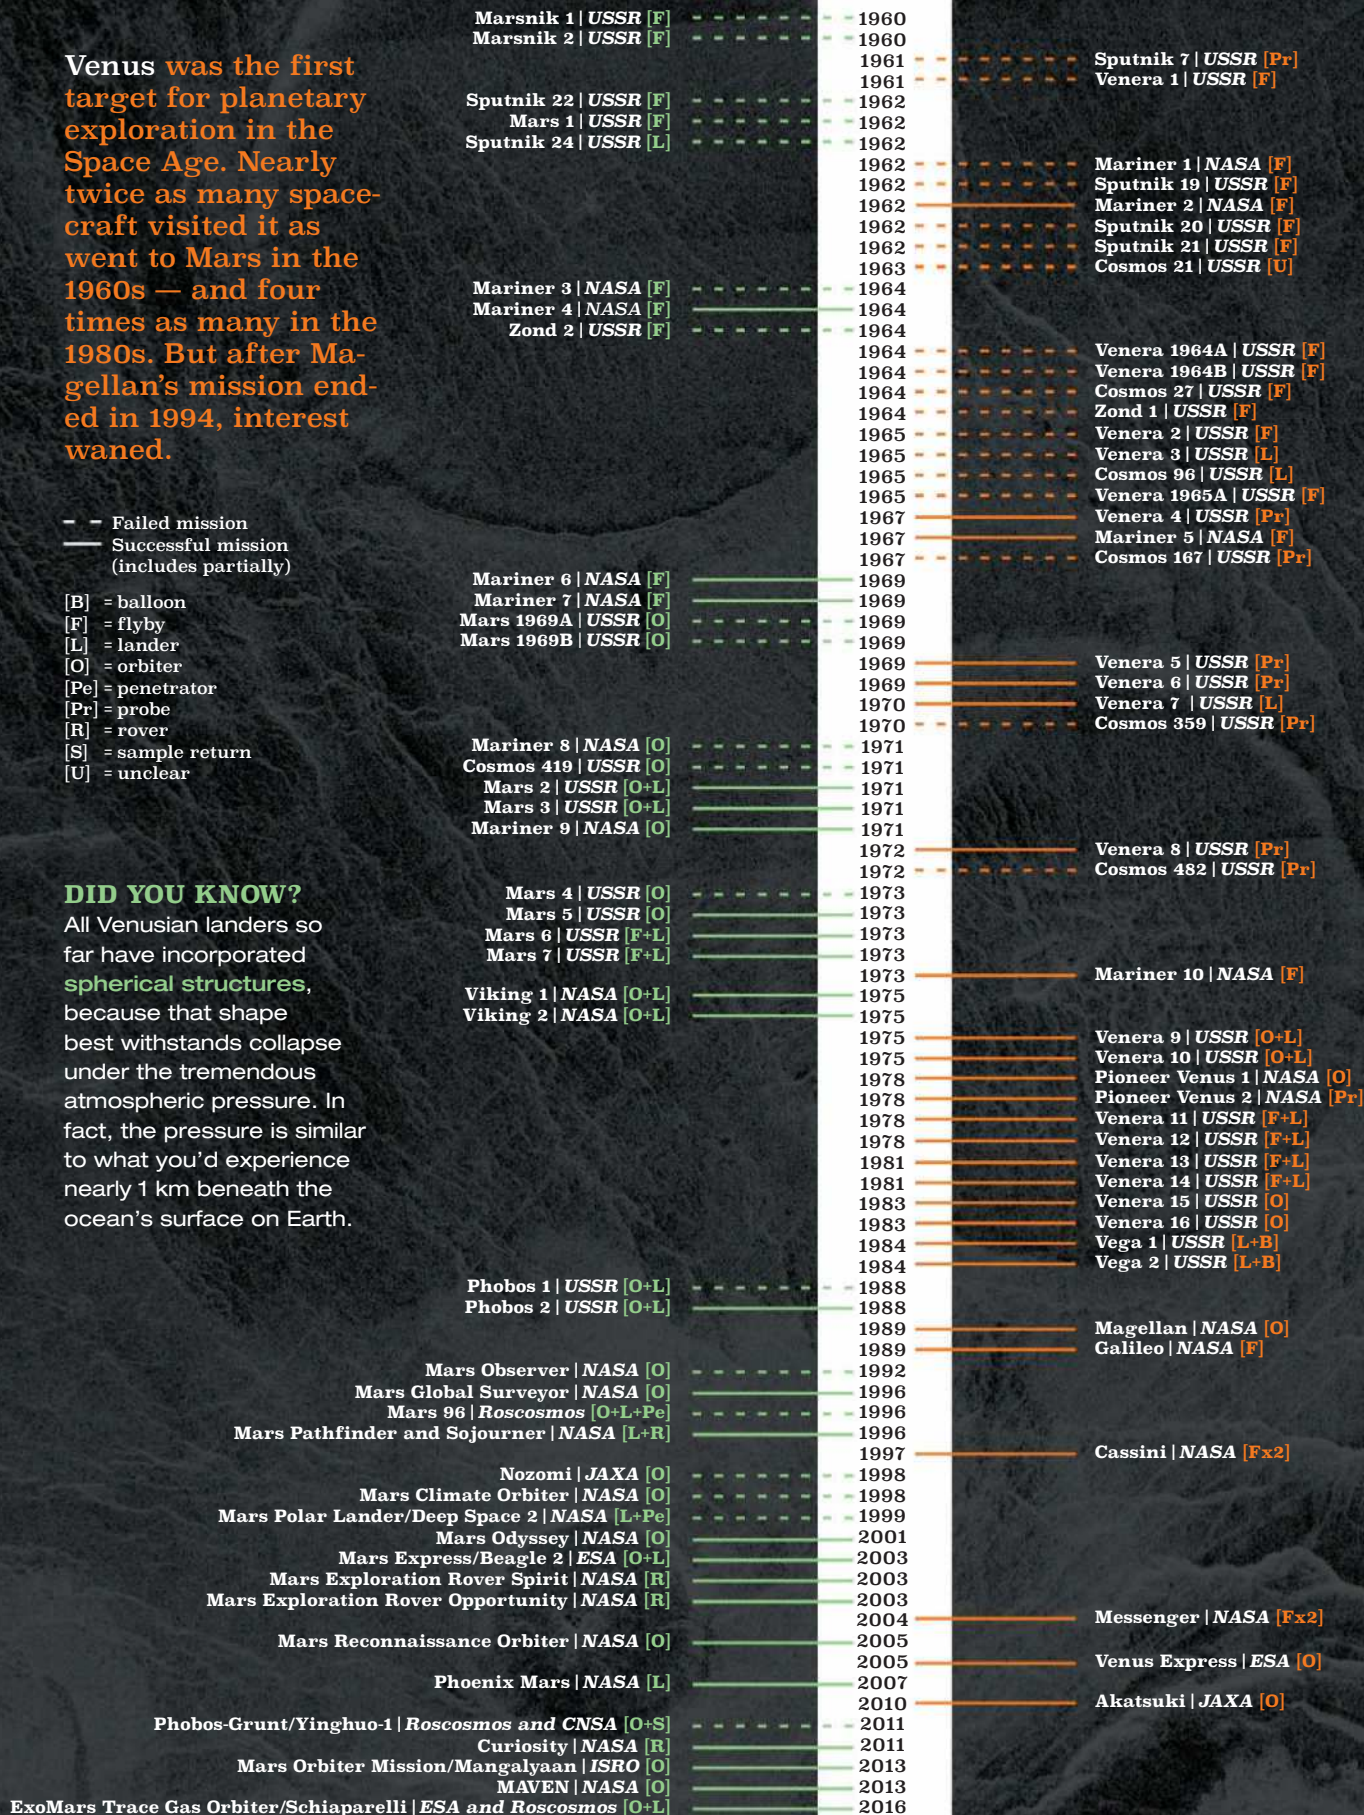 Venus was the first
target for planetary
exploration in the
Space Age. Nearly
twice as many space-
craft visited it as
went to Mars in the
1960s — and four
times as many in the
1980s. But after Ma-
gellan’s mission end-
ed in 1994, interest
waned.
Failed mission
Successful mission
(includes partially)
[B] = balloon
[F] = flyby
[L] = lander
[O] = orbiter
[Pe] = penetrator
[Pr] = probe
[R] = rover
[S] = sample return
[U] = unclear
DID YOU KNOW?
All Venusian landers so
far have incorporated
spherical structures,
because that shape
best withstands collapse
under the tremendous
atmospheric pressure. In
fact, the pressure is similar
to what you’d experience
nearly 1 km beneath the
ocean’s surface on Earth.
Marsnik 1 | USSR [F] 1960
Marsnik 2 | USSR [F] 1960
1961 Sputnik 7 | USSR [Pr]
1961 Venera 1 | USSR [F]
Sputnik 22 | USSR [F] 1962
Mars 1 | USSR [F] 1962
Sputnik 24 | USSR [L] 1962
1962 Mariner 1 | NASA [F]
1962 Sputnik 19 | USSR [F]
1962 Mariner 2 | NASA [F]
1962 Sputnik 20 | USSR [F]
1962 Sputnik 21 | USSR [F]
1963 Cosmos 21 | USSR [U]
Mariner 3 | NASA [F] 1964
Mariner 4 | NASA [F] 1964
Zond 2 | USSR [F] 1964
1964 Venera 1964A | USSR [F]
1964 Venera 1964B | USSR [F]
1964 Cosmos 27 | USSR [F]
1964 Zond 1 | USSR [F]
1965 Venera 2 | USSR [F]
1965 Venera 3 | USSR [L]
1965 Cosmos 96 | USSR [L]
1965 Venera 1965A | USSR [F]
1967 Venera 4 | USSR [Pr]
1967 Mariner 5 | NASA [F]
1967 Cosmos 167 | USSR [Pr]
Mariner 6 | NASA [F] 1969
Mariner 7 | NASA [F] 1969
Mars 1969A | USSR [O] 1969
Mars 1969B | USSR [O] 1969
1969 Venera 5 | USSR [Pr]
1969 Venera 6 | USSR [Pr]
1970 Venera 7 | USSR [L]
1970 Cosmos 359 | USSR [Pr]
Mariner 8 | NASA [O] 1971
Cosmos 419 | USSR [O] 1971
Mars 2 | USSR [O+L] 1971
Mars 3 | USSR [O+L] 1971
Mariner 9 | NASA [O] 1971
1972 Venera 8 | USSR [Pr]
1972 Cosmos 482 | USSR [Pr]
Mars 4 | USSR [O] 1973
Mars 5 | USSR [O] 1973
Mars 6 | USSR [F+L] 1973
Mars 7 | USSR [F+L] 1973
1973 Mariner 10 | NASA [F]
Viking 1 | NASA [O+L] 1975
Viking 2 | NASA [O+L] 1975
1975 Venera 9 | USSR [O+L]
1975 Venera 10 | USSR [O+L]
1978 Pioneer Venus 1 | NASA [O]
1978 Pioneer Venus 2 | NASA [Pr]
1978 Venera 11 | USSR [F+L]
1978 Venera 12 | USSR [F+L]
1981 Venera 13 | USSR [F+L]
1981 Venera 14 | USSR [F+L]
1983 Venera 15 | USSR [O]
1983 Venera 16 | USSR [O]
1984 Vega 1 | USSR [L+B]
1984 Vega 2 | USSR [L+B]
Phobos 1 | USSR [O+L] 1988
Phobos 2 | USSR [O+L] 1988
1989 Magellan | NASA [O]
1989 Galileo | NASA [F]
Mars Observer | NASA [O] 1992
Mars Global Surveyor | NASA [O] 1996
Mars 96 | Roscosmos [O+L+Pe] 1996
Mars Pathfinder and Sojourner | NASA [L+R] 1996
1997 Cassini | NASA [Fx2]
Nozomi | JAXA [O] 1998
Mars Climate Orbiter | NASA [O] 1998
Mars Polar Lander/Deep Space 2 | NASA [L+Pe] 1999
Mars Odyssey | NASA [O] 2001
Mars Express/Beagle 2 | ESA [O+L] 2003
Mars Exploration Rover Spirit | NASA [R] 2003
Mars Exploration Rover Opportunity | NASA [R] 2003
2004 Messenger | NASA [Fx2]
Mars Reconnaissance Orbiter | NASA [O] 2005
2005 Venus Express | ESA [O]
Phoenix Mars | NASA [L] 2007
2010 Akatsuki | JAXA [O]
Phobos-Grunt/Yinghuo-1 | Roscosmos and CNSA [O+S] 2011
Curiosity | NASA [R] 2011
Mars Orbiter Mission/Mangalyaan | ISRO [O] 2013
MAVEN | NASA [O] 2013
ExoMars Trace Gas Orbiter/Schiaparelli | ESA and Roscosmos [O+L] 2016